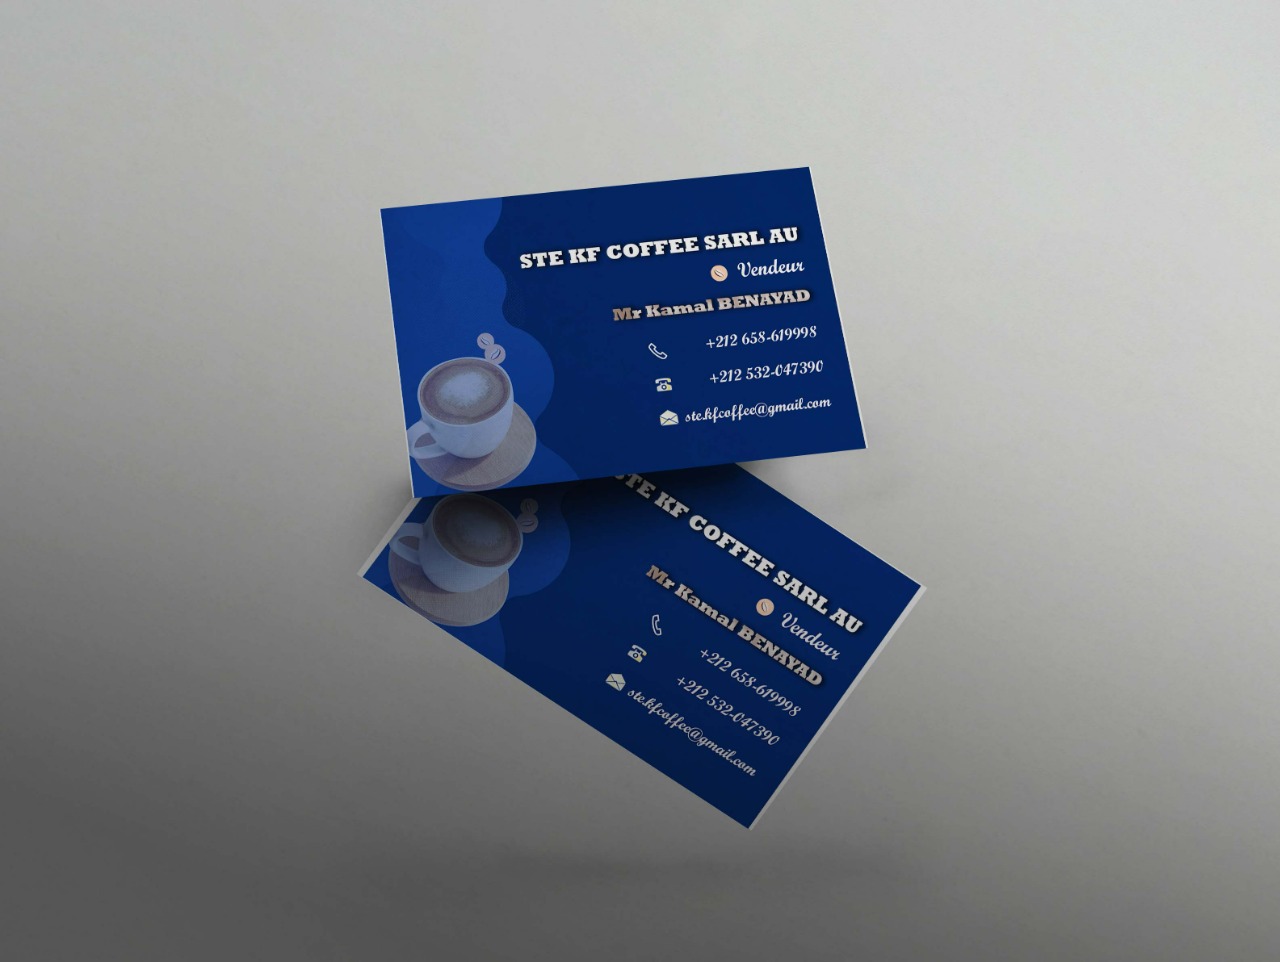 STE KF COFFEE SARL AU
Vendeur
Mr Kamal BENAYAD
+212 658-619998
+212 532-047390
ste.kfcoffee@gmail.com
STE KF COFFEE SARL AU
Vendeur
Mr Kamal BENAYAD
+212 658-619998
+212 532-047390
ste.kfcoffee@gmail.com